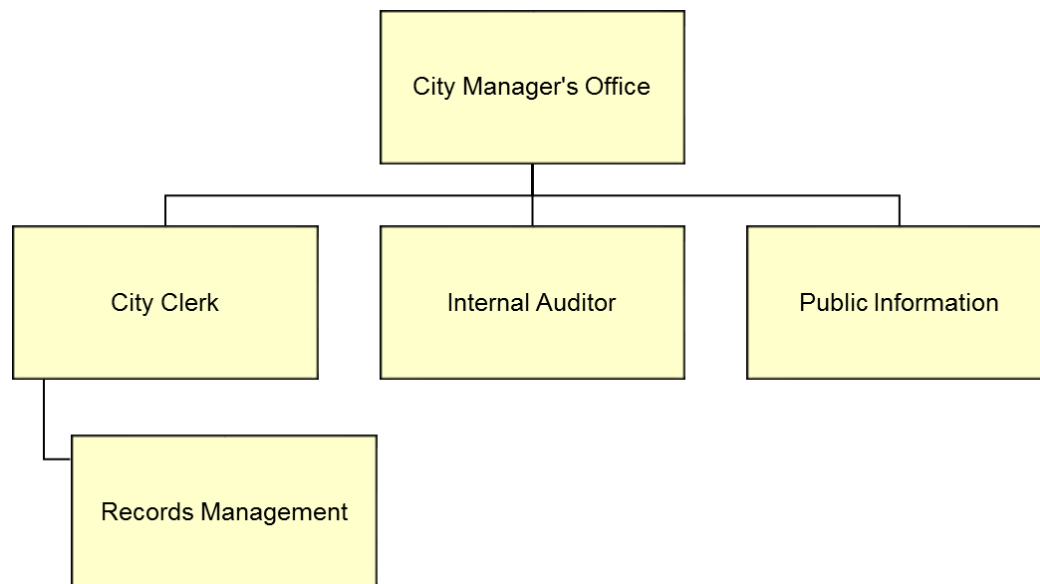 City Manager's Office
City Clerk
Internal Auditor
Public Information
Records Management